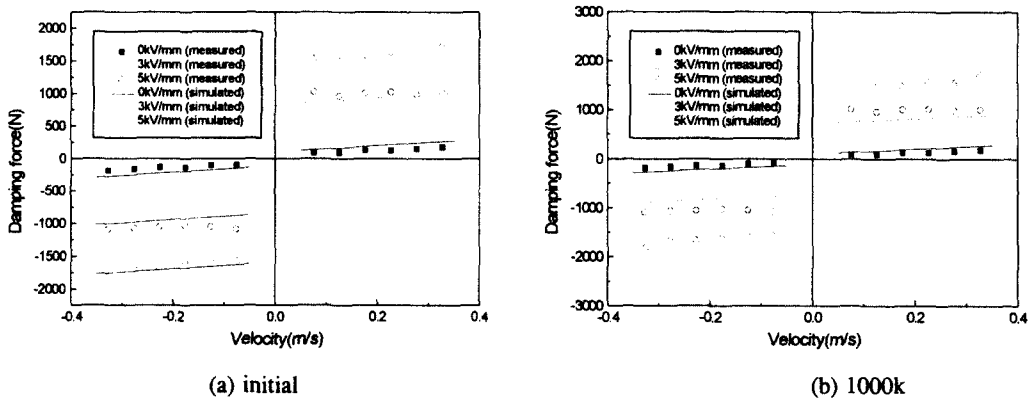 2000
1500
1000
500
0
-500
-1000
-1500
-2000
Damping force(N)
0kV/mm (measured)
3kV/mm (measured)
5kV/mm (measured)
0kV/mm (simulated)
3kV/mm (simulated)
5kV/mm (simulated)
-0.4
-0.2
0.0
0.2
0.4
Velocity(m/s)
(a) initial
3000
2000
1000
0
-1000
-2000
-3000
Damping force(N)
0kV/mm (measured)
3kV/mm (measured)
5kV/mm (measured)
0kV/mm (simulated)
3kV/mm (simulated)
5kV/mm (simulated)
-0.4
-0.2
0.0
0.2
0.4
Velocity(m/s)
(b) 1000k